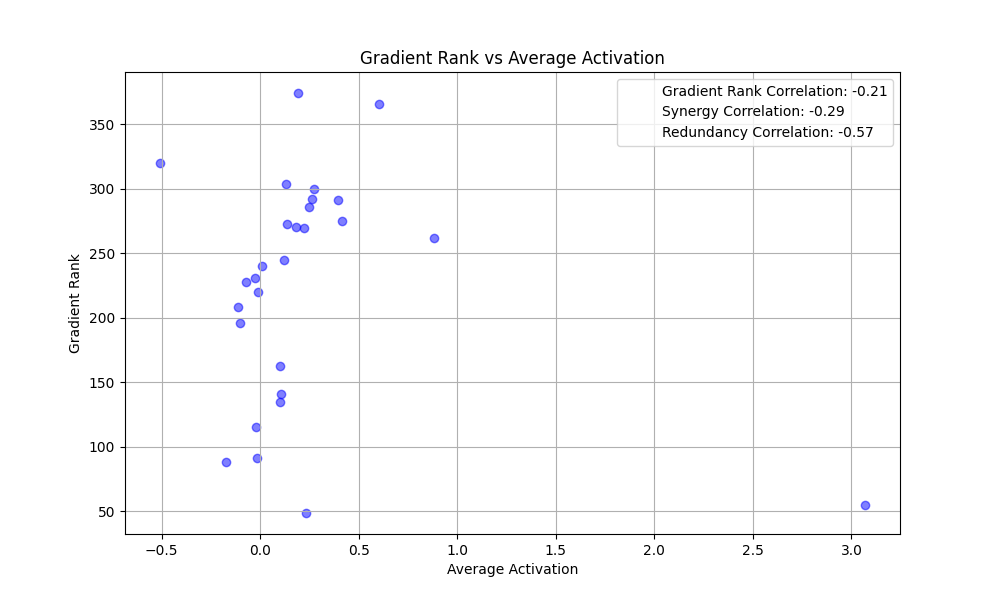 Gradient Rank vs Average Activation
Gradient Rank Correlation: -0.21
Synergy Correlation: -0.29
Redundancy Correlation: -0.57
350
300
250
200
150
100
50
Gradient Rank
−0.5 0.0 0.5 1.0 1.5 2.0 2.5 3.0
Average Activation